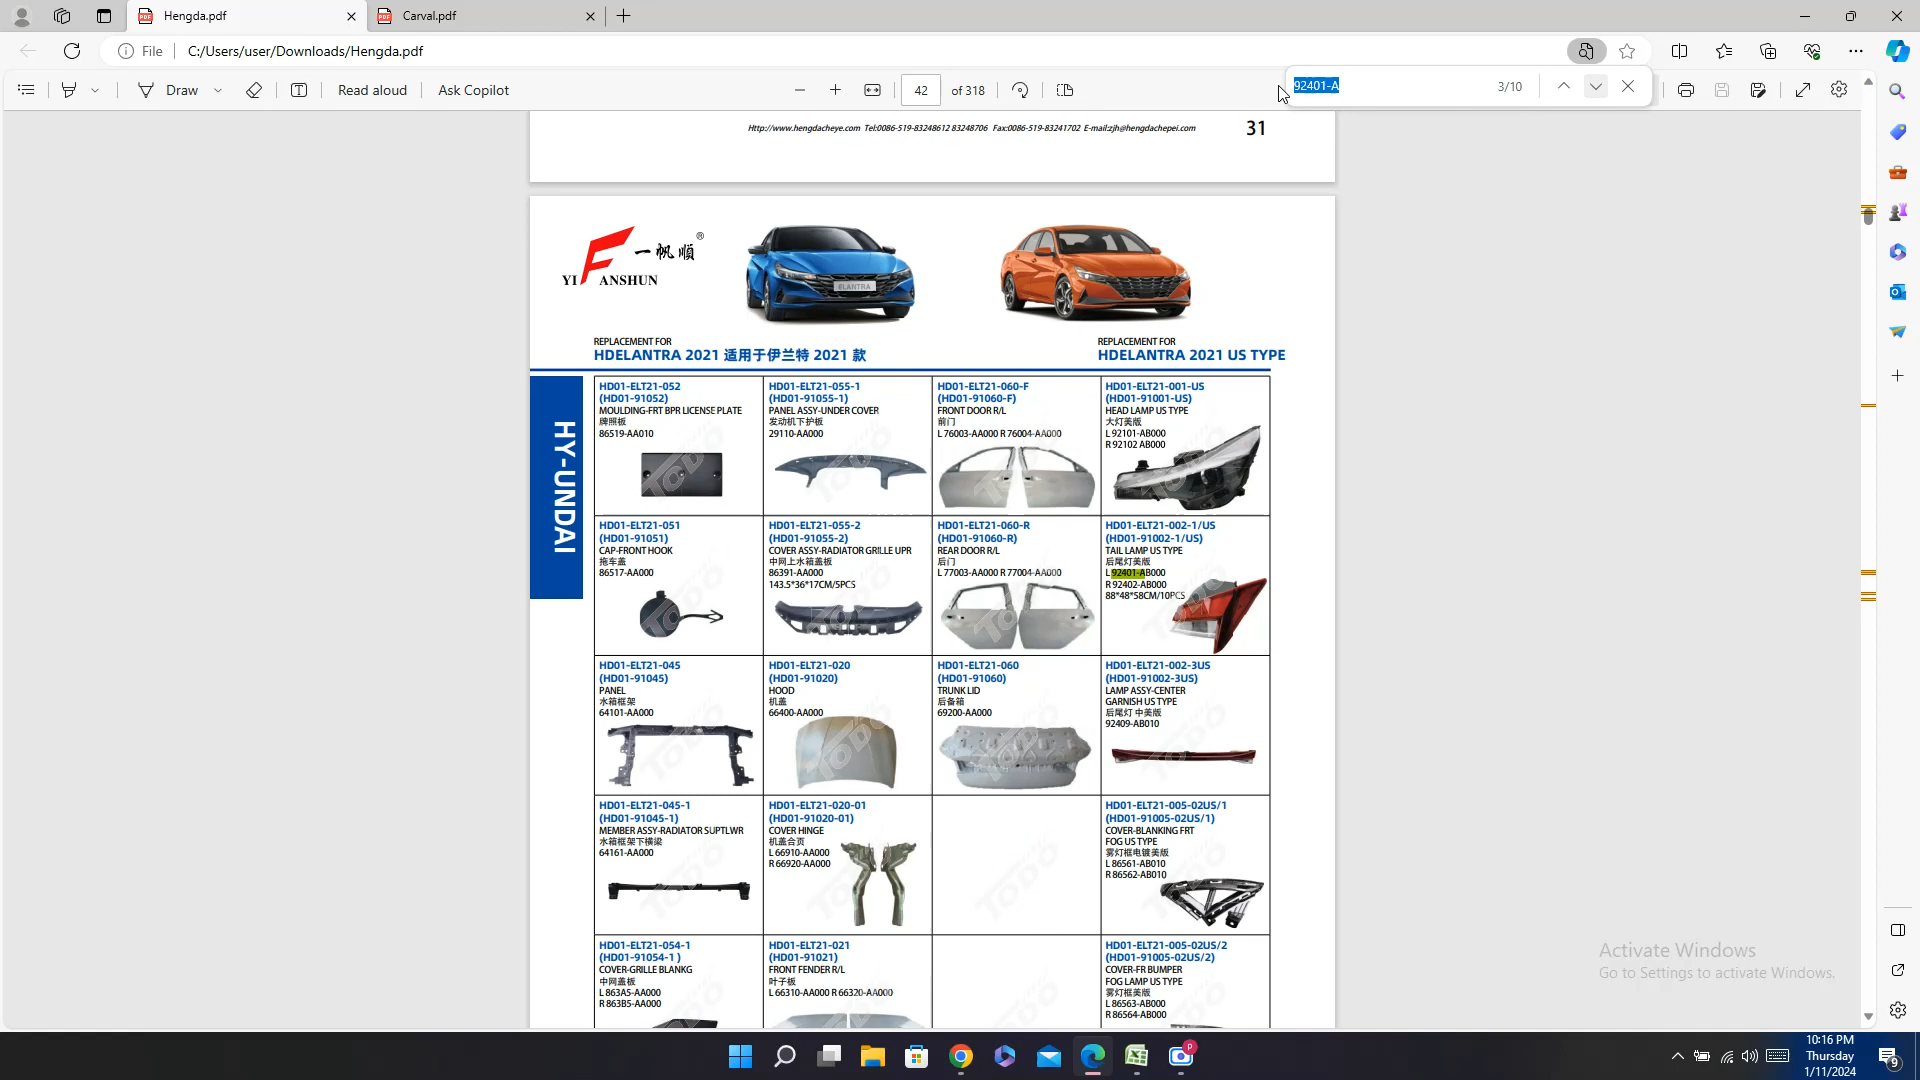 Hengda.pdf
Carval.pdf
File
C:/Users/user/Downloads/Hengda.pdf
Draw
Read aloud
Ask Copilot
42 of 318
92401-A
3/10
Http://www.hengdacheye.com Tel:0086-519-83248612 83248706 Fax:0086-519-83241702 E-mail:zjh@hengdachepei.com
31
一帆順 ®
YI F ANSHUN
ELANTRA
REPLACEMENT FOR
HDELANTRA 2021 适用于伊兰特 2021 款
REPLACEMENT FOR
HDELANTRA 2021 US TYPE
HY-UNDAI
HD01-ELT21-052
(HD01-91052)
MOULDING-FRT BPR LICENSE PLATE
牌照板
86519-AA010
HD01-ELT21-055-1
(HD01-91055-1)
PANEL ASSY-UNDER COVER
发动机下护板
29110-AA000
HD01-ELT21-060-F
(HD01-91060-F)
FRONT DOOR R/L
前门
L 76003-AA000 R 76004-AA000
HD01-ELT21-001-US
(HD01-91001-US)
HEAD LAMP US TYPE
大灯美版
L 92101-AB000
R 92102 AB000
HD01-ELT21-051
(HD01-91051)
CAP-FRONT HOOK
拖车盖
86517-AA000
HD01-ELT21-055-2
(HD01-91055-2)
COVER ASSY-RADIATOR GRILLE UPR
中网上水箱盖板
86391-AA000
143.5*36*17CM/5PCS
HD01-ELT21-060-R
(HD01-91060-R)
REAR DOOR R/L
后门
L 77003-AA000 R 77004-AA000
HD01-ELT21-002-1/US
(HD01-91002-1/US)
TAIL LAMP US TYPE
后尾灯美版
L 92401-AB000
R 92402-AB000
88*48*58CM/10PCS
HD01-ELT21-045
(HD01-91045)
PANEL
水箱框架
64101-AA000
HD01-ELT21-020
(HD01-91020)
HOOD
机盖
66400-AA000
HD01-ELT21-060
(HD01-91060)
TRUNK LID
后备箱
69200-AA000
HD01-ELT21-002-3US
(HD01-91002-3US)
LAMP ASSY-CENTER
GARNISH US TYPE
后尾灯 中美版
92409-AB010
HD01-ELT21-045-1
(HD01-91045-1)
MEMBER ASSY-RADIATOR SUPTLWR
水箱框架下横梁
64161-AA000
HD01-ELT21-020-01
(HD01-91020-01)
COVER HINGE
机盖合页
L 66910-AA000
R 66920-AA000
HD01-ELT21-005-02US/1
(HD01-91005-02US/1)
COVER-BLANKING FRT
FOG US TYPE
雾灯框电镀美版
L 86561-AB010
R 86562-AB010
HD01-ELT21-054-1
(HD01-91054-1 )
COVER-GRILLE BLANKG
中网盖板
L 863A5-AA000
R 863B5-AA000
HD01-ELT21-021
(HD01-91021)
FRONT FENDER R/L
叶子板
L 66310-AA000 R 66320-AA000
HD01-ELT21-005-02US/2
(HD01-91005-02US/2)
COVER-FR BUMPER
FOG LAMP US TYPE
雾灯框美版
L 86563-AB010
R 86564-AB010
Activate Windows
Go to Settings to activate Windows.
10:16 PM
Thursday
1/11/2024
9